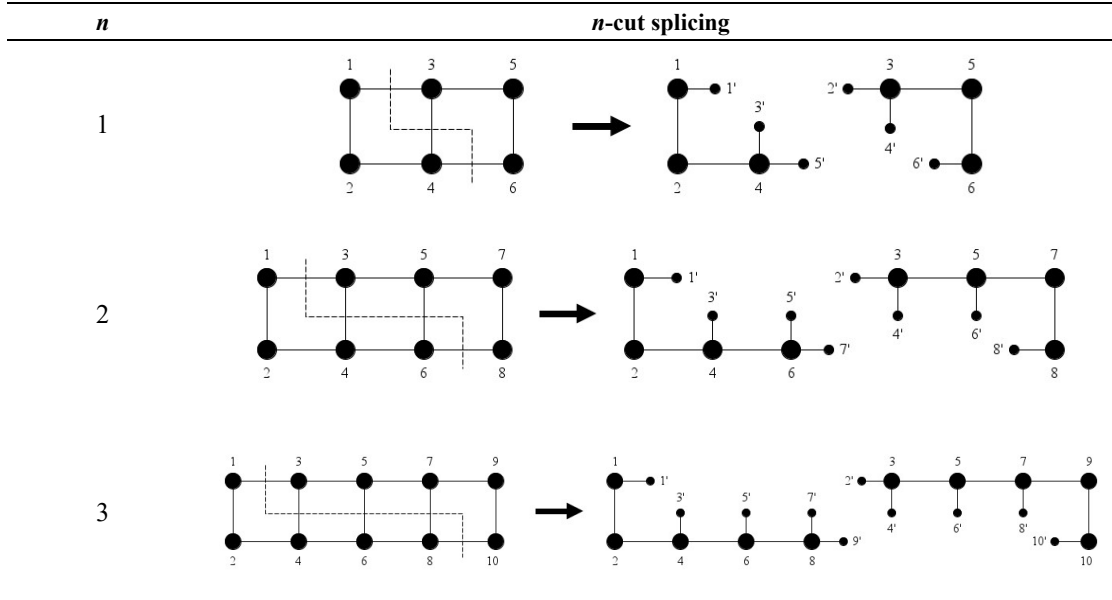 n n-cut splicing
1 3 5 1 3' 1' 3 5
1 2' 4' 6'
2 4 6 2 4 5' 6
1 3 5 7 1 3' 5' 1' 2' 3 5 7
2 4' 6' 8'
2 4 6 8 2 4 6 7' 8
1 3 5 7 9 1 3' 5' 7' 1' 2' 3 5 7 9
3 4' 6' 8' 10'
2 4 6 8 10 2 4 6 8 9' 10